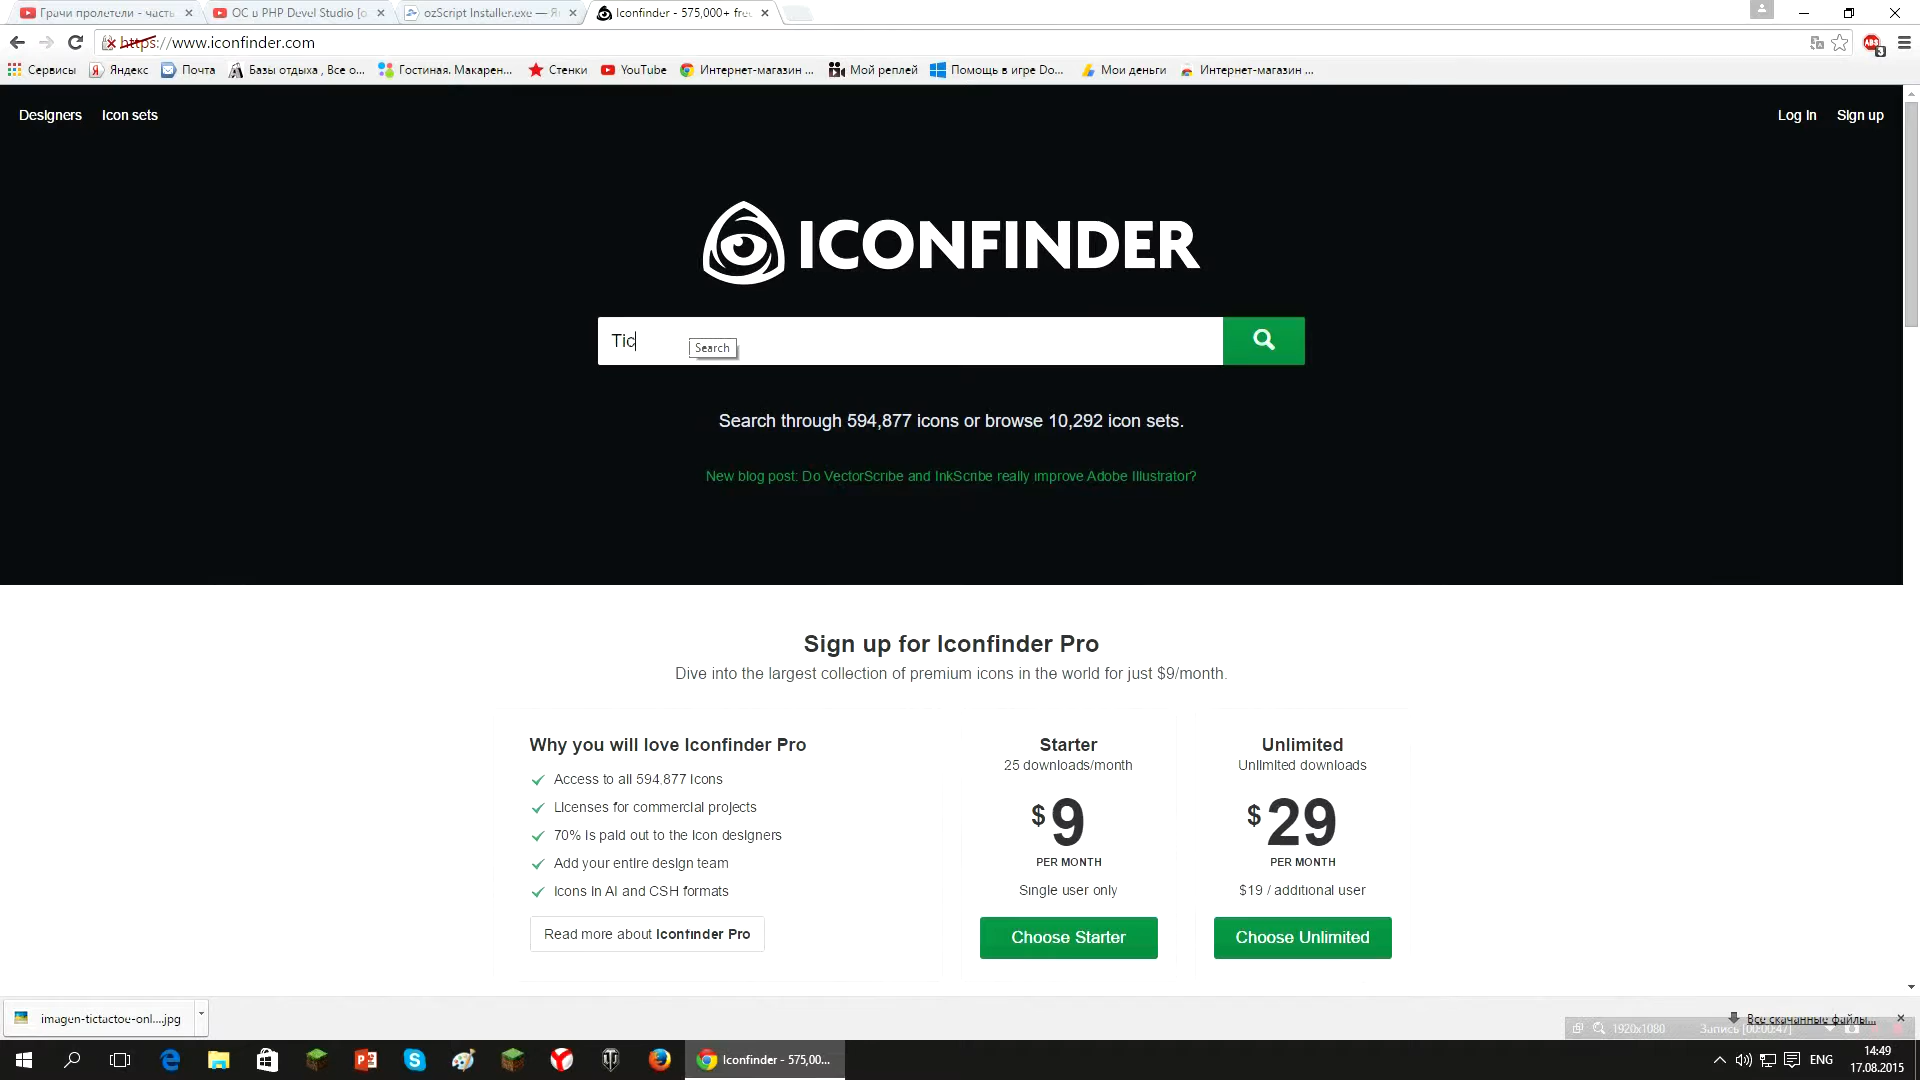 Грачи пролетели - часть
ОС в PHP Devel Studio [о
ozScript Installer.exe — Я
Iconfinder - 575,000+ fre
https://www.iconfinder.com
Сервисы
Яндекс
Почта
Базы отдыха , Все о...
Гостиная. Макарен...
Стенки
YouTube
Интернет-магазин ...
Мой реплей
Помощь в игре Do...
Мои деньги
Интернет-магазин ...
Designers
Icon sets
Log in
Sign up
ICONFINDER
Tic
Search
Search through 594,877 icons or browse 10,292 icon sets.
New blog post: Do VectorScribe and InkScribe really improve Adobe Illustrator?
Sign up for Iconfinder Pro
Dive into the largest collection of premium icons in the world for just $9/month.
Why you will love Iconfinder Pro
Access to all 594,877 icons
Licenses for commercial projects
70% is paid out to the icon designers
Add your entire design team
Icons in AI and CSH formats
Read more about Iconfinder Pro
Starter
25 downloads/month
$9
PER MONTH
Single user only
Choose Starter
Unlimited
Unlimited downloads
$29
PER MONTH
$19 / additional user
Choose Unlimited
imagen-tictactoe-onl....jpg
Все скачанные файлы...
1920x1080
Запись [00:00:47]
Iconfinder - 575,00...
ENG
14:49
17.08.2015